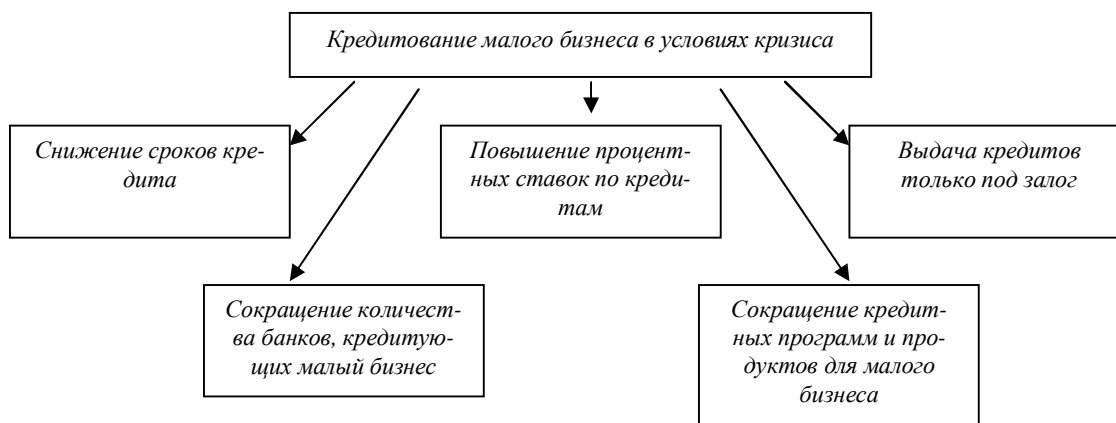 Кредитование малого бизнеса в условиях кризиса
Снижение сроков кре-
дита
Повышение процент-
ных ставок по креди-
там
Выдача кредитов
только под залог
Сокращение количест-
ва банков, кредитую-
щих малый бизнес
Сокращение кредит-
ных программ и про-
дуктов для малого
бизнеса